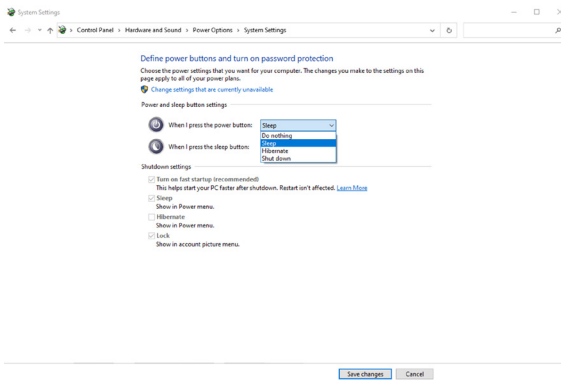 System Settings
Control Panel > Hardware and Sound > Power Options > System Settings
Define power buttons and turn on password protection
Choose the power settings that you want for your computer. The changes you make to the settings on this
page apply to all of your power plans.
Change settings that are currently unavailable
Power and sleep button settings
When I press the power button: Sleep
Do nothing
Sleep
When I press the sleep button: Hibernate
Shut down
Shutdown settings
Turn on fast startup (recommended)
This helps start your PC faster after shutdown. Restart isn't affected. Learn More
Sleep
Show in Power menu.
Hibernate
Show in Power menu.
Lock
Show in account picture menu.
Save changes Cancel